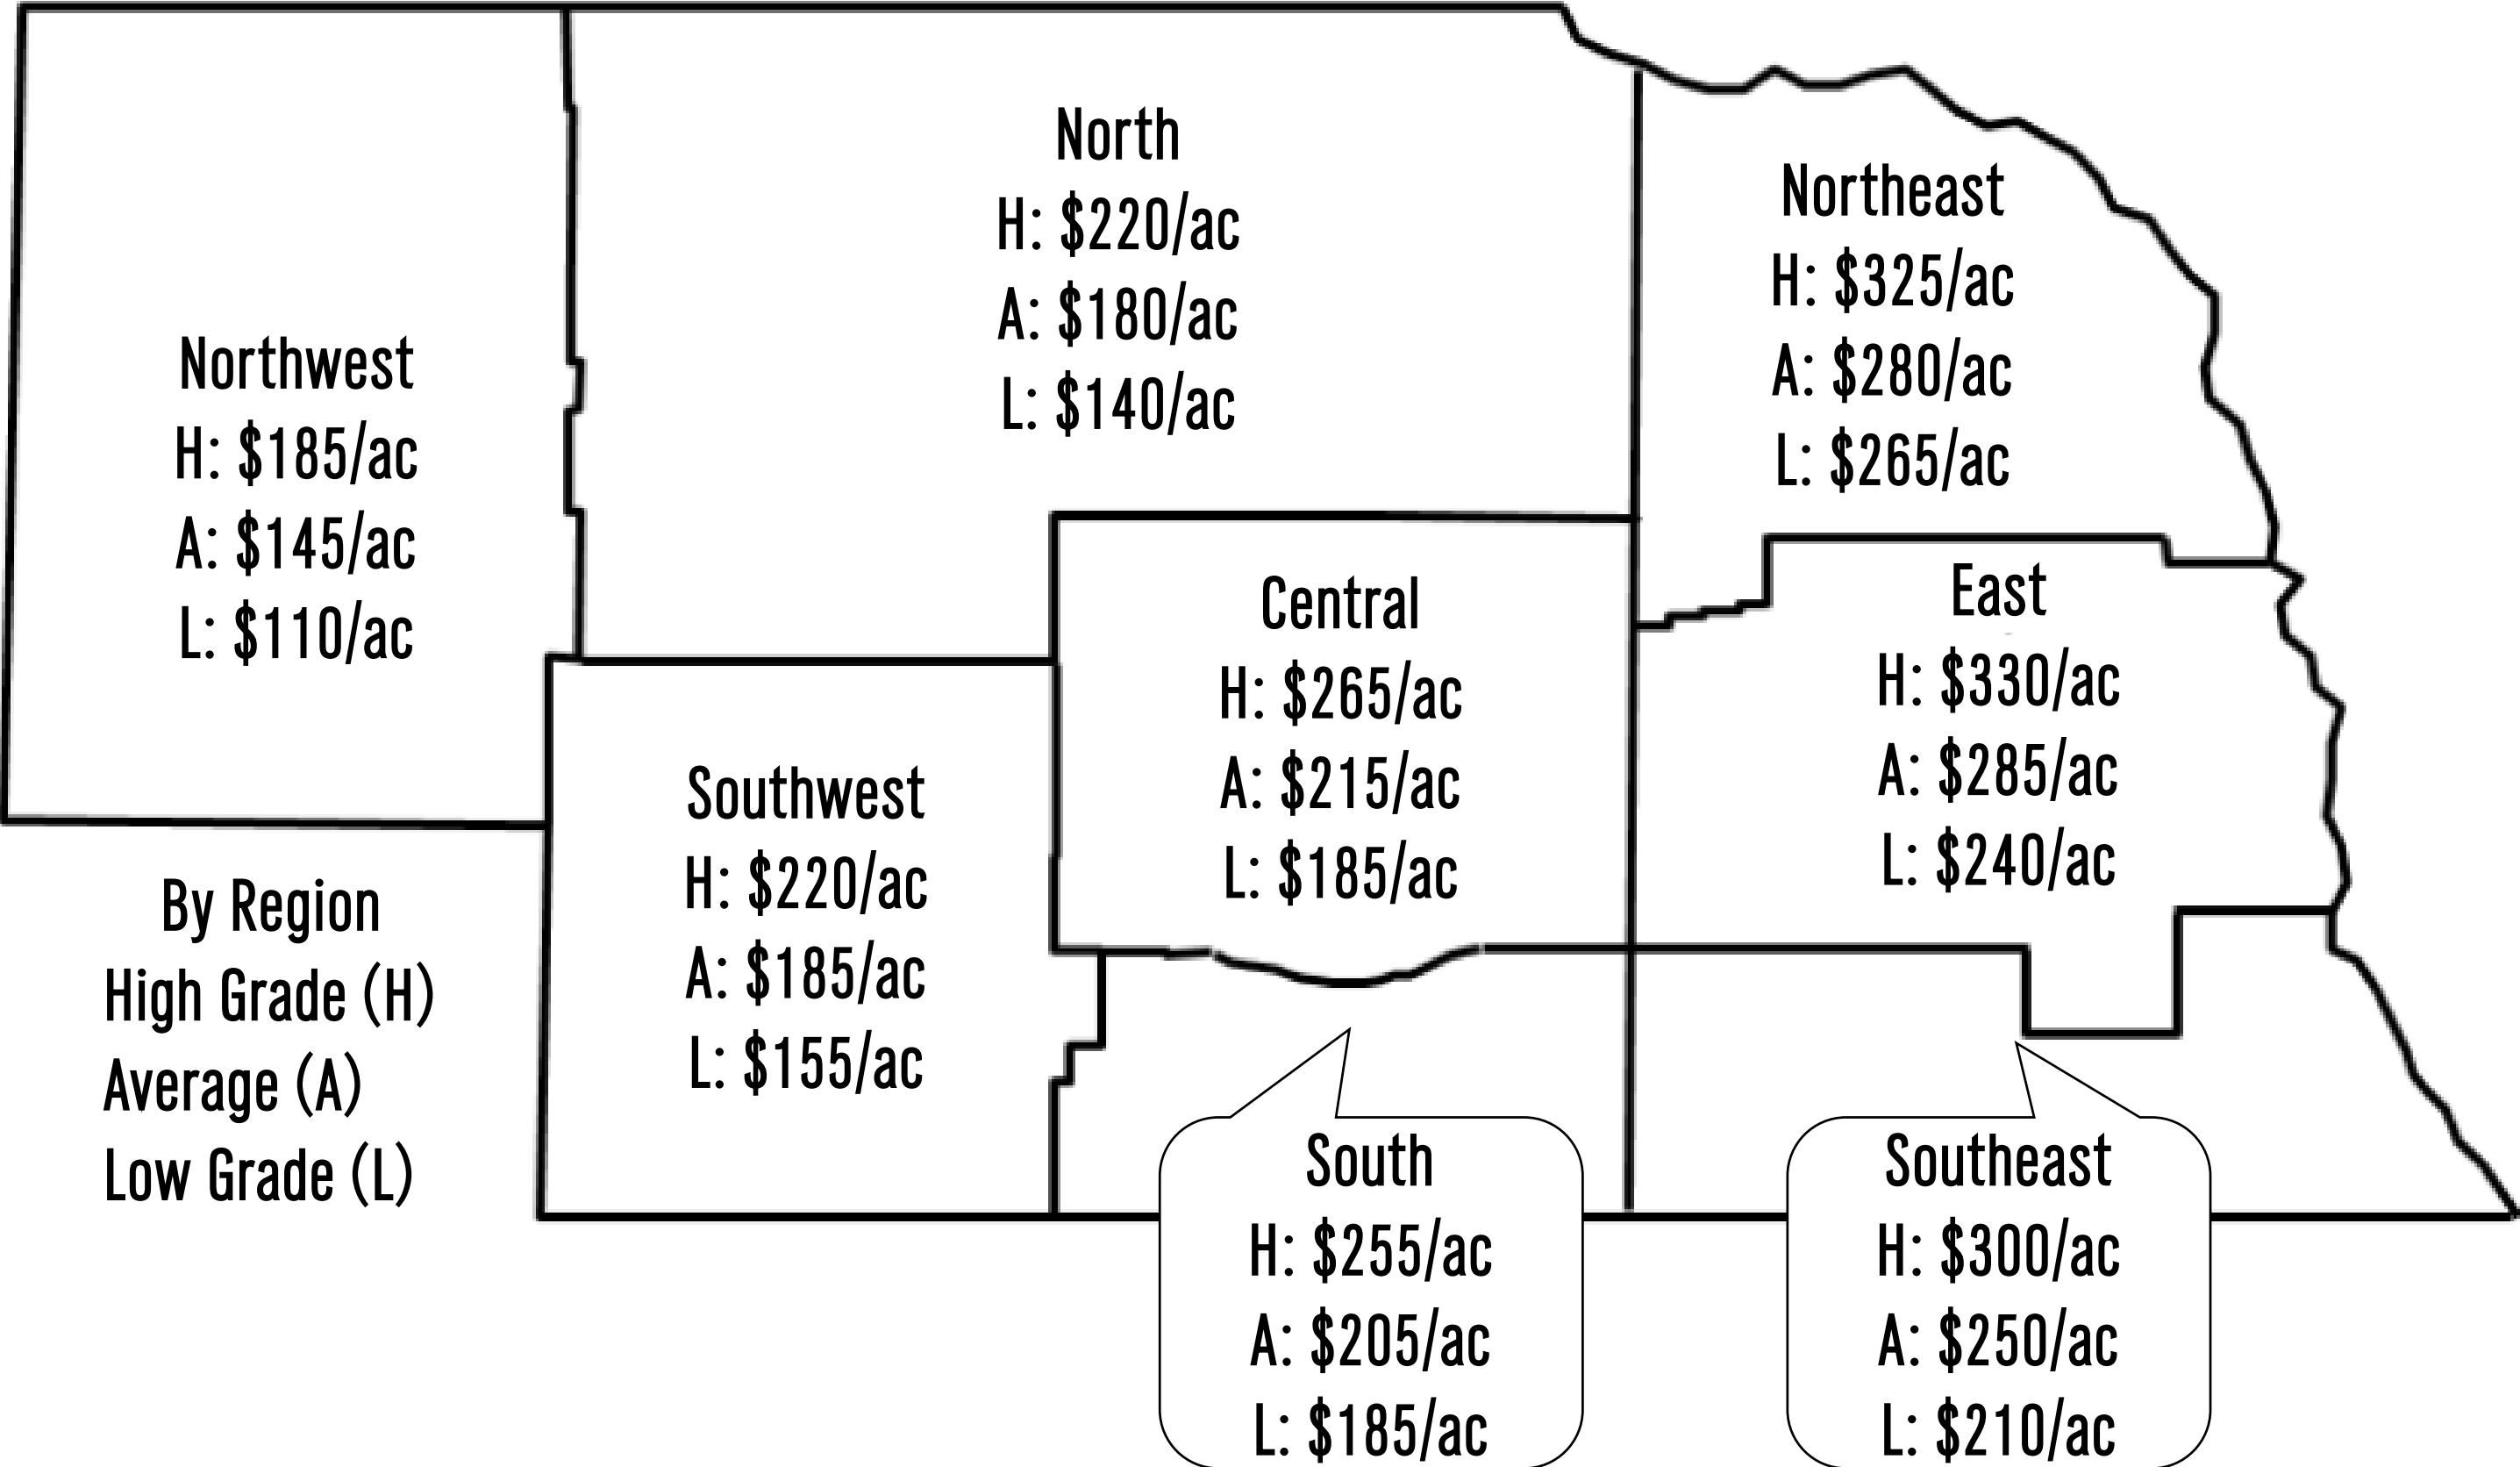 North
H: $220/ac
A: $180/ac
L: $140/ac
Northeast
H: $325/ac
A: $280/ac
L: $265/ac
Northwest
H: $185/ac
A: $145/ac
L: $110/ac
Central
H: $265/ac
A: $215/ac
L: $185/ac
East
H: $330/ac
A: $285/ac
L: $240/ac
Southwest
H: $220/ac
A: $185/ac
L: $155/ac
By Region
High Grade (H)
Average (A)
Low Grade (L)
South
H: $255/ac
A: $205/ac
L: $185/ac
Southeast
H: $300/ac
A: $250/ac
L: $210/ac